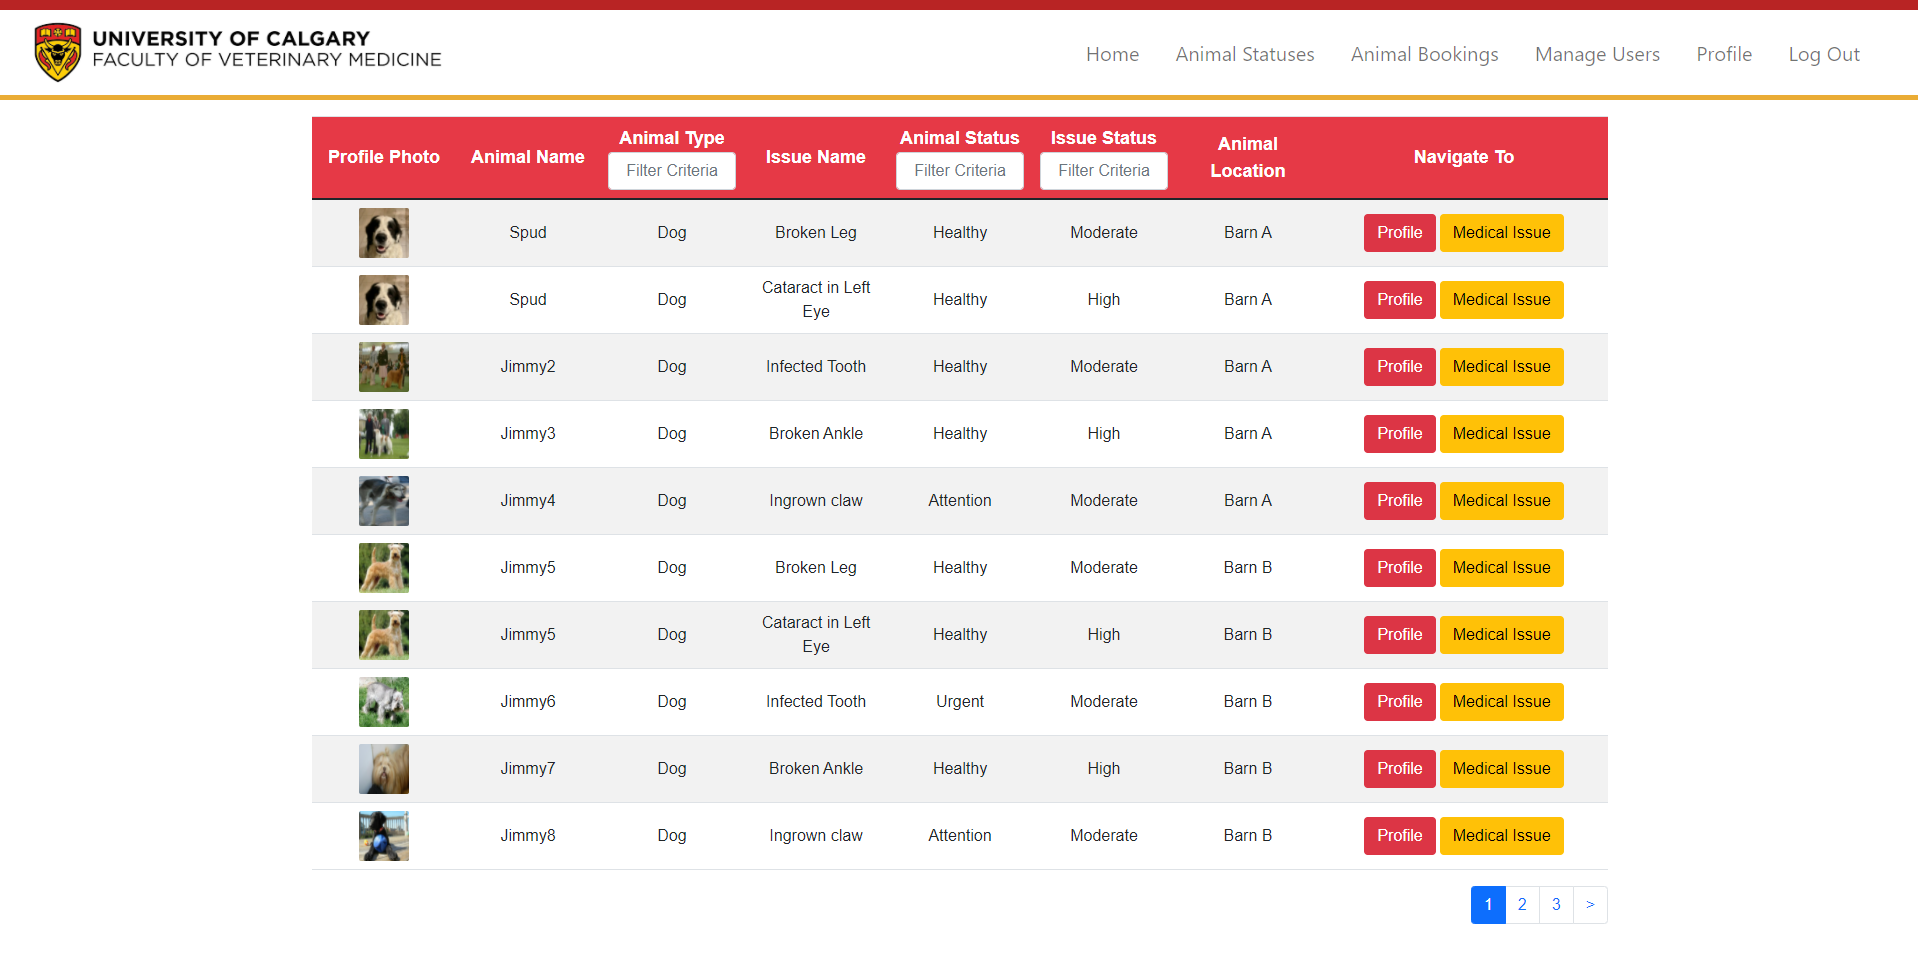 UNIVERSITY OF CALGARY
FACULTY OF VETERINARY MEDICINE
Home Animal Statuses Animal Bookings Manage Users Profile Log Out
Profile Photo Animal Name Animal Type Issue Name Animal Status Issue Status Animal Location Navigate To
Filter Criteria Filter Criteria Filter Criteria
Spud Dog Broken Leg Healthy Moderate Barn A Profile Medical Issue
Spud Dog Cataract in Left Eye Healthy High Barn A Profile Medical Issue
Jimmy2 Dog Infected Tooth Healthy Moderate Barn A Profile Medical Issue
Jimmy3 Dog Broken Ankle Healthy High Barn A Profile Medical Issue
Jimmy4 Dog Ingrown claw Attention Moderate Barn A Profile Medical Issue
Jimmy5 Dog Broken Leg Healthy Moderate Barn B Profile Medical Issue
Jimmy5 Dog Cataract in Left Eye Healthy High Barn B Profile Medical Issue
Jimmy6 Dog Infected Tooth Urgent Moderate Barn B Profile Medical Issue
Jimmy7 Dog Broken Ankle Healthy High Barn B Profile Medical Issue
Jimmy8 Dog Ingrown claw Attention Moderate Barn B Profile Medical Issue
1 2 3 >